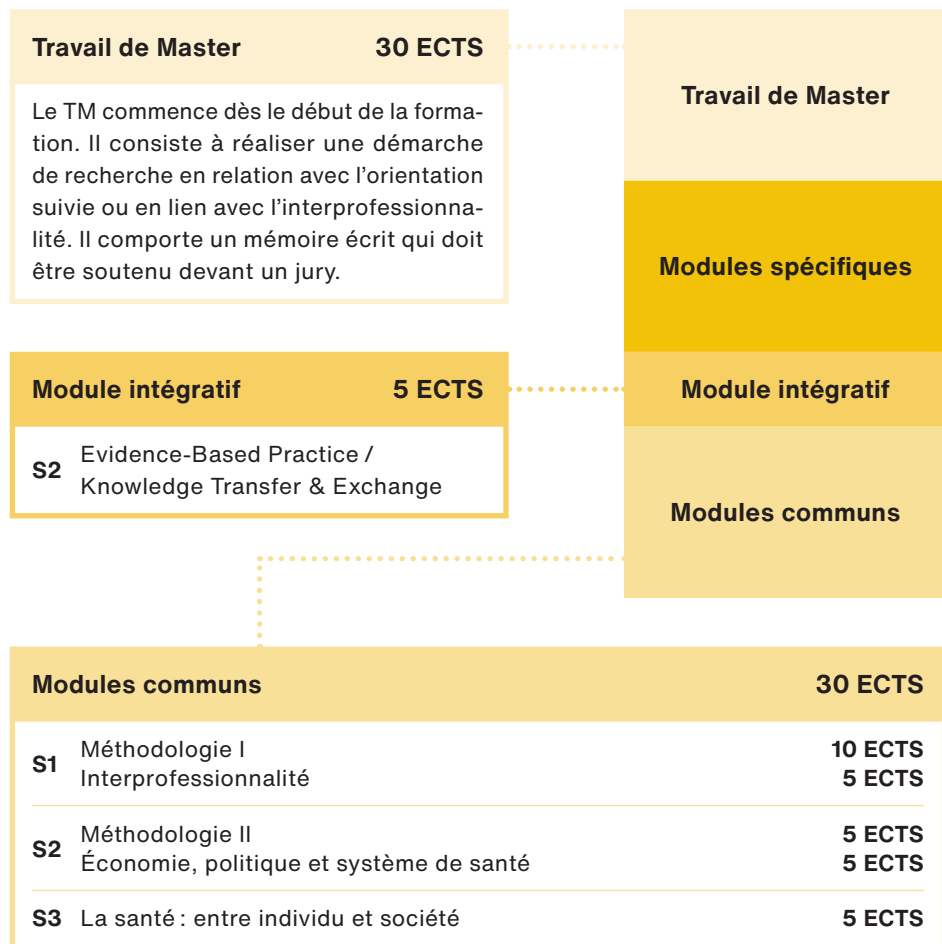 Travail de Master 30 ECTS
Le TM commence dès le début de la forma-
tion. Il consiste à réaliser une démarche
de recherche en relation avec l'orientation
suivie ou en lien avec l'interprofessionna-
lité. Il comporte un mémoire écrit qui doit
être soutenu devant un jury.
Travail de Master
Modules spécifiques
Module intégratif
Modules communs
Module intégratif 5 ECTS
S2 Evidence-Based Practice /
Knowledge Transfer & Exchange
Modules communs 30 ECTS
S1 Méthodologie I 10 ECTS
Interprofessionnalité 5 ECTS
S2 Méthodologie II 5 ECTS
Économie, politique et système de santé 5 ECTS
S3 La santé : entre individu et société 5 ECTS